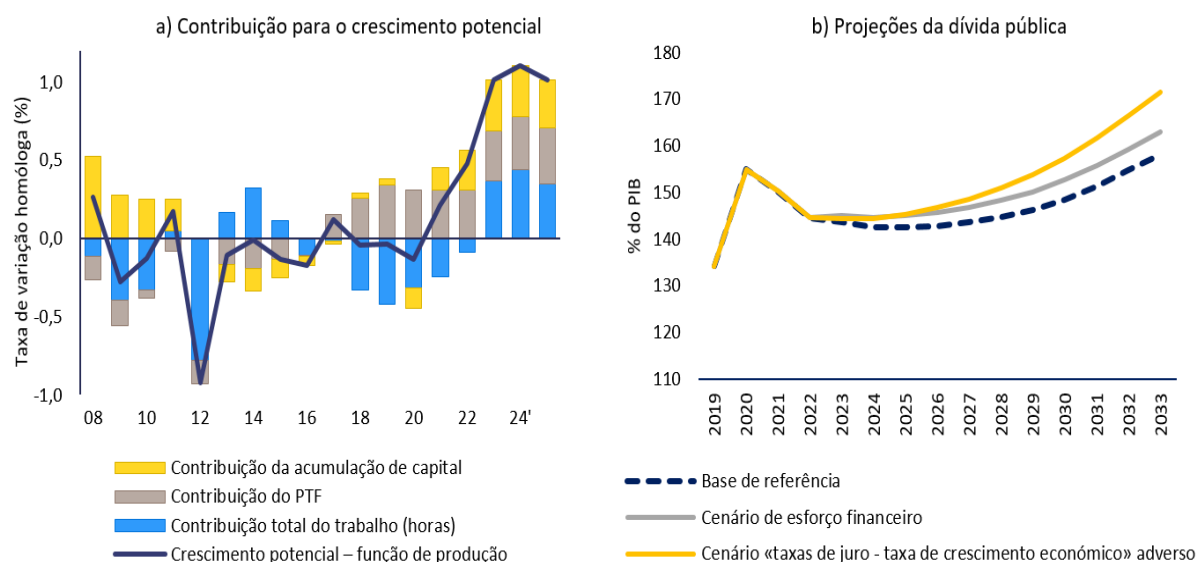 a) Contribuição para o crescimento potencial
Taxa de variação homóloga (%)
1,0
0,5
0,0
-0,5
-1,0
08 10 12 14 16 18 20 22 24'
Contribuição da acumulação de capital
Contribuição do PTF
Contribuição total do trabalho (horas)
Crescimento potencial – função de produção
b) Projeções da dívida pública
% do PIB
180
170
160
150
140
130
120
110
2019 2020 2021 2022 2023 2024 2025 2026 2027 2028 2029 2030 2031 2032 2033
Base de referência
Cenário de esforço financeiro
Cenário «taxas de juro - taxa de crescimento económico» adverso